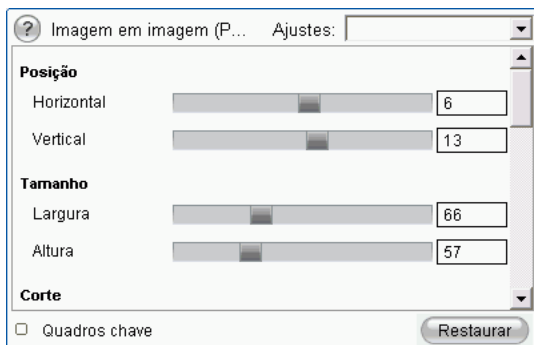 ? Imagem em imagem (P... Ajustes:
Posição
Horizontal 6
Vertical 13
Tamanho
Largura 66
Altura 57
Corte
Quadros chave Restaurar